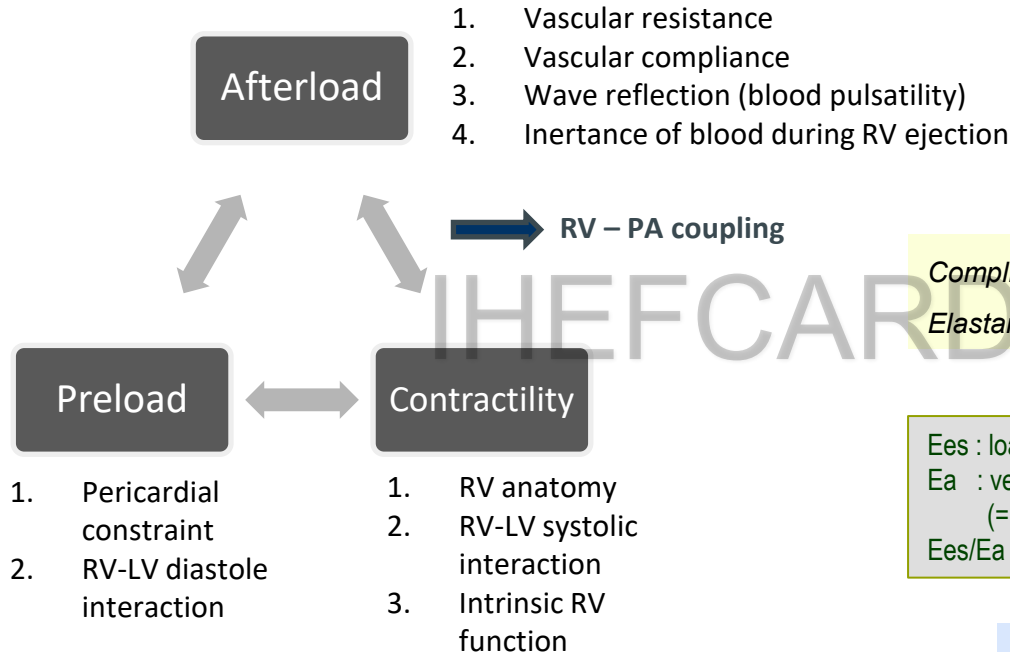 1. Vascular resistance
2. Vascular compliance
3. Wave reflection (blood pulsatility)
4. Inertance of blood during RV ejection
Afterload
RV – PA coupling
IHEFCARD
Preload
Contractility
1. Pericardial
constraint
2. RV-LV diastole
interaction
1. RV anatomy
2. RV-LV systolic
interaction
3. Intrinsic RV
function
Ees :
Ea :
(=
Ees/Ea